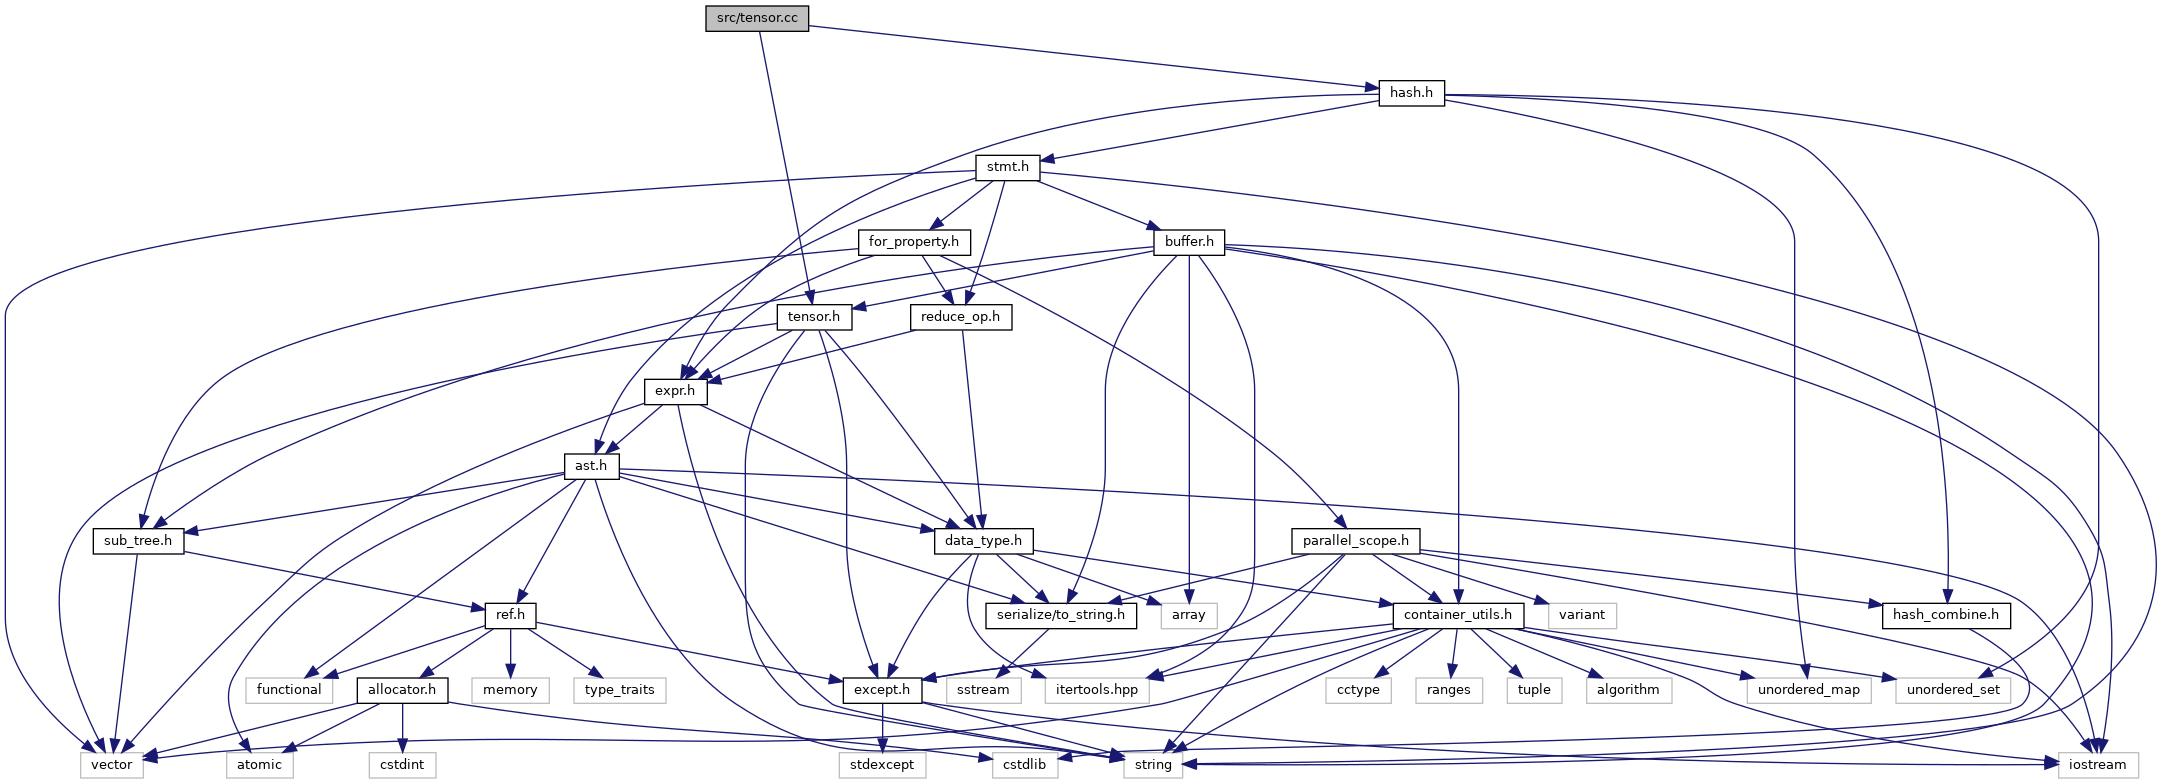 src/tensor.cc
hash.h
stmt.h
for_property.h
buffer.h
tensor.h
reduce_op.h
expr.h
ast.h
sub_tree.h
data_type.h
parallel_scope.h
ref.h
serialize/to_string.h
array
container_utils.h
variant
hash_combine.h
functional
allocator.h
memory
type_traits
except.h
sstream
itertools.hpp
cctype
ranges
tuple
algorithm
unordered_map
unordered_set
vector
atomic
cstdint
stdexcept
cstdlib
string
iostream